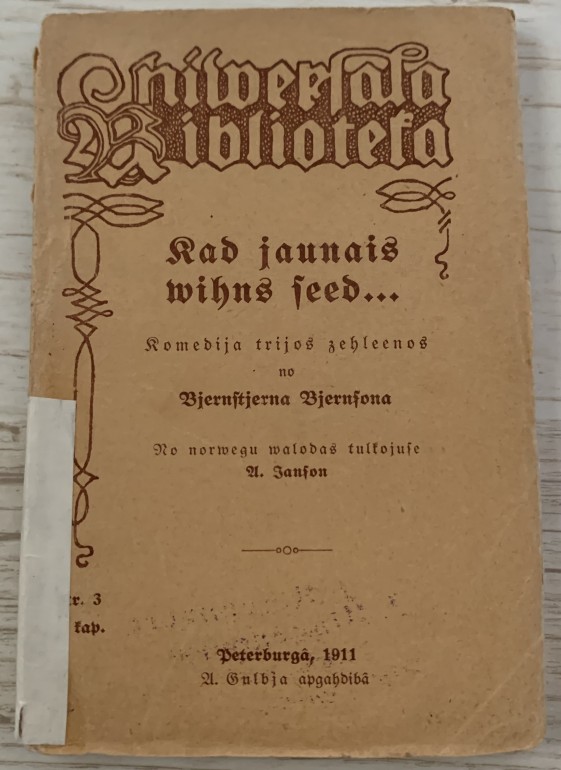 Uniwersala
Biblioteka
Kad jaunais
wihns seed...
Komedija trijos zehleenos
no
Bjernstjerna Bjernsona
No norwegu walodas tulkojuse
A. Janson
3
kap.
Peterburgâ, 1911
A. Gulbja apgahdibâ